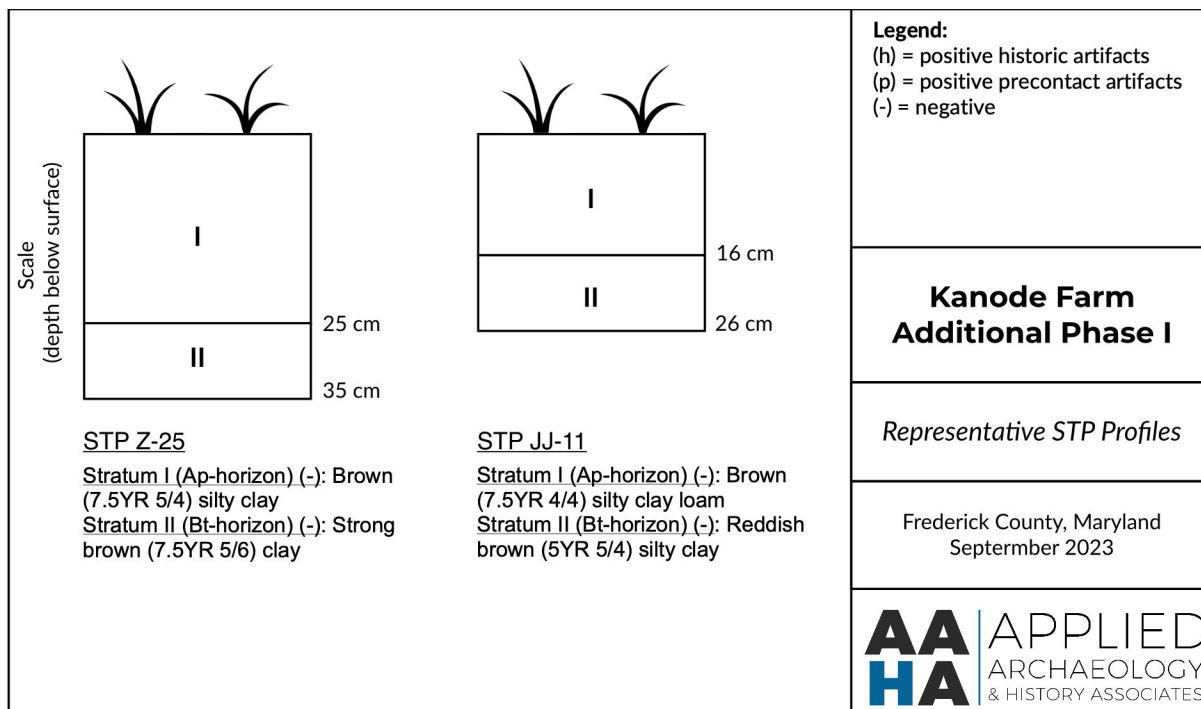 Scale
(depth below surface)
I
25 cm
II
35 cm
STP Z-25
Stratum I (Ap-horizon) (-): Brown
(7.5YR 5/4) silty clay
Stratum II (Bt-horizon) (-): Strong
brown (7.5YR 5/6) clay
I
16 cm
II
26 cm
STP JJ-11
Stratum I (Ap-horizon) (-): Brown
(7.5YR 4/4) silty clay loam
Stratum II (Bt-horizon) (-): Reddish
brown (5YR 5/4) silty clay
Legend:
(h) = positive historic artifacts
(p) = positive precontact artifacts
(-) = negative
Kanode Farm
Additional Phase I
Representative STP Profiles
Frederick County, Maryland
Septermber 2023
AA
HA
APPLIED
ARCHAEOLOGY
& HISTORY ASSOCIATES